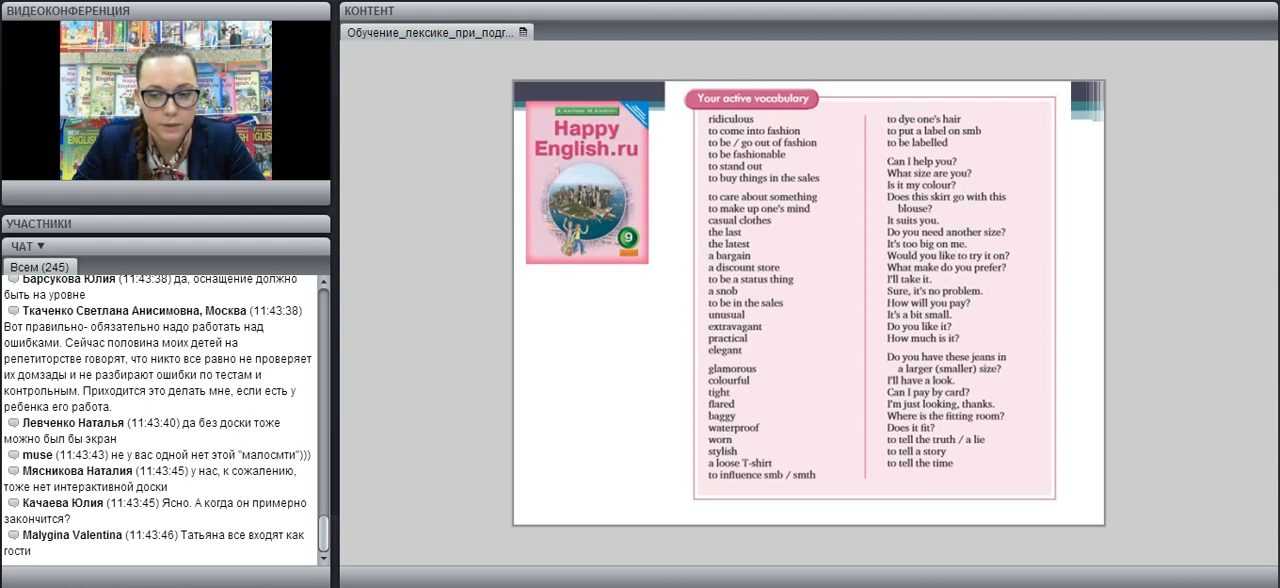 ВИДЕОКОНФЕРЕНЦИЯ
УЧАСТНИКИ
ЧАТ ▼
Всем (245)
Барсукова Юлия (11:43:38) да, оснащение должно
быть на уровне
Ткаченко Светлана Анисимовна, Москва (11:43:38)
Вот правильно- обязательно надо работать над
ошибками. Сейчас половина моих детей на
репетиторстве говорят, что никто все равно не проверяет
их домзады и не разбирают ошибки по тестам и
контрольным. Приходится это делать мне, если есть у
ребенка его работа.
Левченко Наталья (11:43:40) да без доски тоже
можно был бы экран
muse (11:43:43) не у вас одной нет этой "малосмти")))
Мясникова Наталия (11:43:45) у нас, к сожалению,
тоже нет интерактивной доски
Качаева Юлия (11:43:45) Ясно. А когда он примерно
закончится?
Malygina Valentina (11:43:46) Татьяна все входят как
гости
КОНТЕНТ
Обучение_лексике_при_подг...
Happy
English.ru
9
Your active vocabulary
ridiculous
to come into fashion
to be / go out of fashion
to be fashionable
to stand out
to buy things in the sales
to care about something
to make up one's mind
casual clothes
the last
the latest
a bargain
a discount store
to be a status thing
a snob
to be in the sales
unusual
extravagant
practical
elegant
glamorous
colourful
tight
flared
baggy
waterproof
worn
stylish
a loose T-shirt
to influence smb / smth
to dye one's hair
to put a label on smb
to be labelled
Can I help you?
What size are you?
Is it my colour?
Does this skirt go with this
blouse?
It suits you.
Do you need another size?
It's too big on me.
Would you like to try it on?
What make do you prefer?
I'll take it.
Sure, it's no problem.
How will you pay?
It's a bit small.
Do you like it?
How much is it?
Do you have these jeans in
a larger (smaller) size?
I'll have a look.
Can I pay by card?
I'm just looking, thanks.
Where is the fitting room?
Does it fit?
to tell the truth / a lie
to tell a story
to tell the time